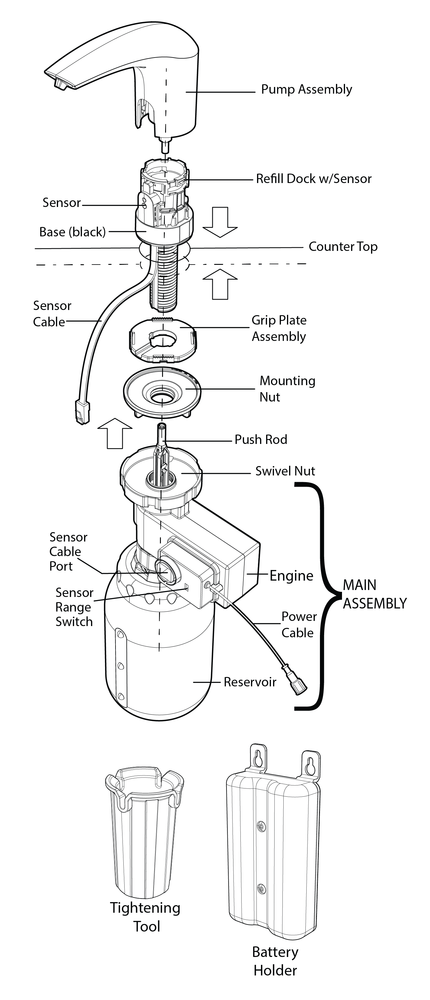 Pump Assembly
Refill Dock w/Sensor
Sensor
Base (black)
Counter Top
Sensor
Cable
Grip Plate
Assembly
Mounting
Nut
Push Rod
Swivel Nut
Sensor
Cable
Port
Engine
MAIN
ASSEMBLY
Sensor
Range
Switch
Power
Cable
Reservoir
Tightening
Tool
Battery
Holder